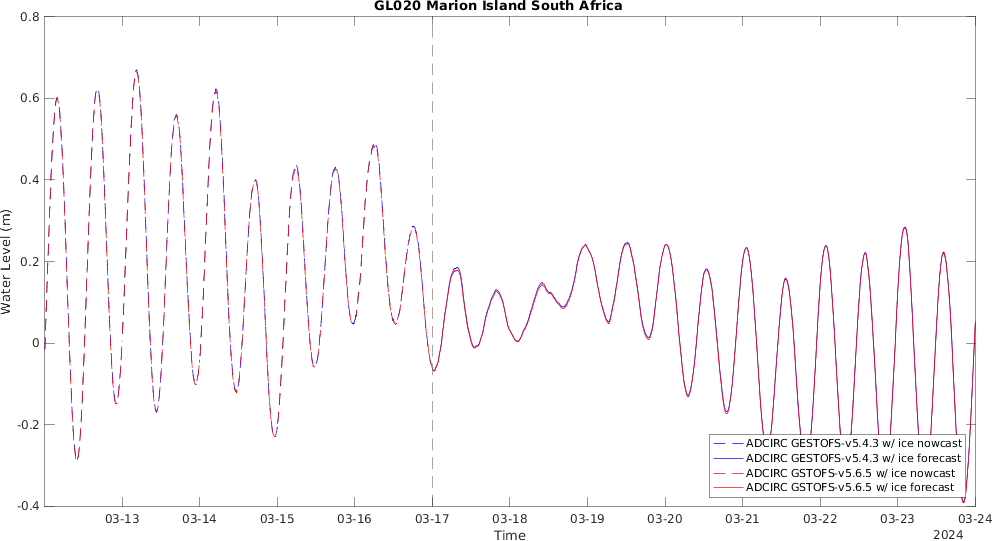 GL020 Marion Island South Africa
0.8
0.6
0.4
0.2
0
-0.2
-0.4
Water Level (m)
ADCIRC GESTOFS-v5.4.3 w/ ice nowcast
ADCIRC GESTOFS-v5.4.3 w/ ice forecast
ADCIRC GSTOFS-v5.6.5 w/ ice nowcast
ADCIRC GSTOFS-v5.6.5 w/ ice forecast
03-13 03-14 03-15 03-16 03-17 03-18 03-19 03-20 03-21 03-22 03-23 03-24
Time
2024